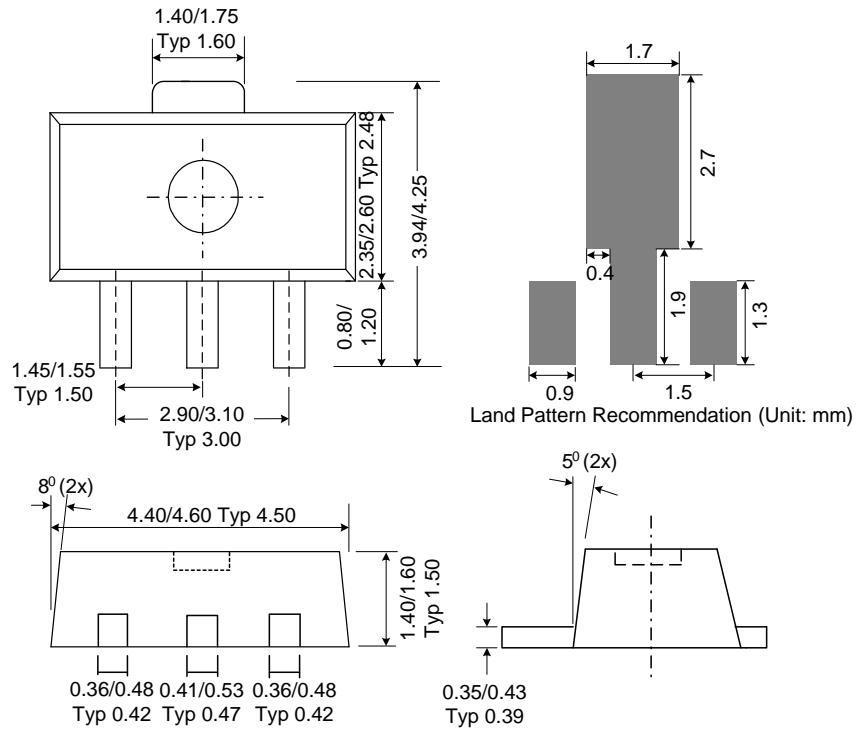 1.40/1.75
Typ 1.60
2.35/2.60 Typ 2.48
3.94/4.25
0.80/
1.20
1.45/1.55
Typ 1.50
2.90/3.10
Typ 3.00
1.7
2.7
0.4
1.9
1.3
0.9
1.5
Land Pattern Recommendation (Unit: mm)
8⁰ (2x)
4.40/4.60 Typ 4.50
1.40/1.60
Typ 1.50
0.36/0.48 0.41/0.53 0.36/0.48
Typ 0.42 Typ 0.47 Typ 0.42
5⁰ (2x)
0.35/0.43
Typ 0.39